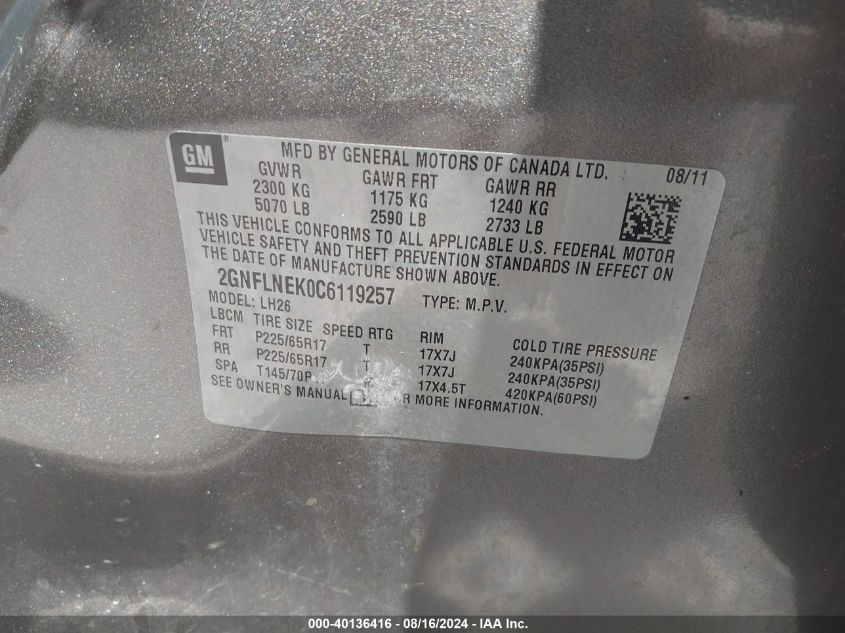 GM ®
MFD BY GENERAL MOTORS OF CANADA LTD. 08/11
GVWR GAWR FRT GAWR RR
2300 KG 1175 KG 1240 KG
5070 LB 2590 LB 2733 LB
THIS VEHICLE CONFORMS TO ALL APPLICABLE U.S. FEDERAL MOTOR
VEHICLE SAFETY AND THEFT PREVENTION STANDARDS IN EFFECT ON
THE DATE OF MANUFACTURE SHOWN ABOVE.
2GNFLNEK0C6119257 TYPE: M.P.V.
MODEL: LH26
LBCM TIRE SIZE SPEED RTG RIM COLD TIRE PRESSURE
FRT P225/65R17 T 17X7J 240KPA(35PSI)
RR P225/65R17 T 17X7J 240KPA(35PSI)
SPA T145/70R 17X4.5T 420KPA(60PSI)
SEE OWNER'S MANUAL FOR MORE INFORMATION.
000-40136416 - 08/16/2024 - IAA Inc.